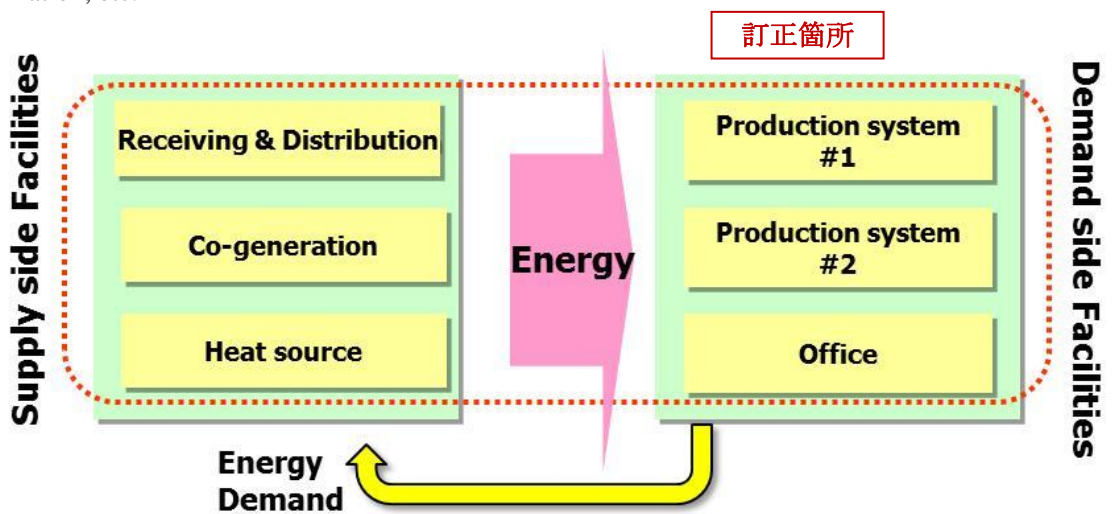 訂正箇所
Supply side Facilities
Receiving & Distribution
Co-generation
Heat source
Energy
Production system
#1
Production system
#2
Office
Demand side Facilities
Energy
Demand